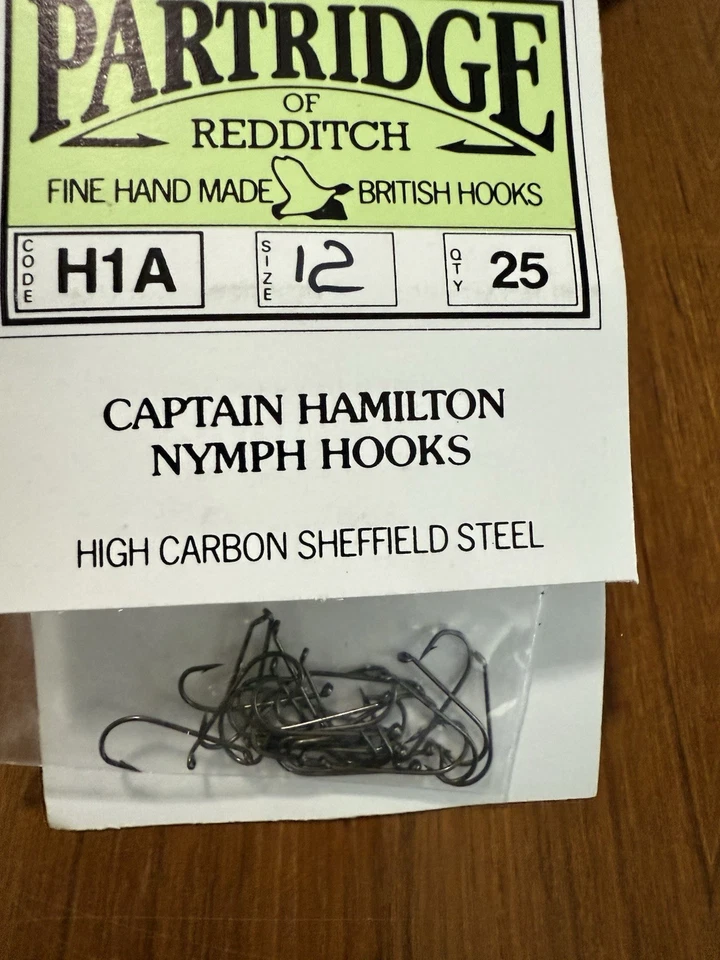 PARTRIDGE
OF
REDDITCH
FINE HAND MADE BRITISH HOOKS
CODE H1A SIZE 12 QTY 25
CAPTAIN HAMILTON
NYMPH HOOKS
HIGH CARBON SHEFFIELD STEEL